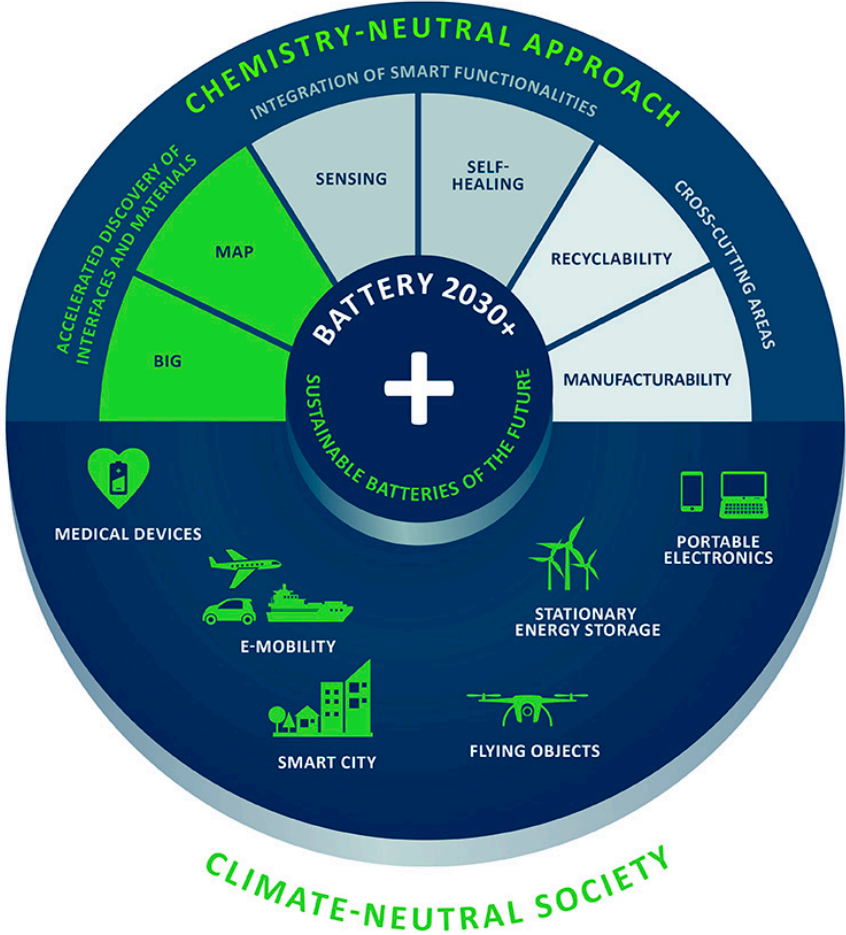 CHEMISTRY-NEUTRAL APPROACH
INTEGRATION OF SMART FUNCTIONALITIES
ACCELERATED DISCOVERY OF
INTERFACES AND MATERIALS
CROSS-CUTTING AREAS
BIG
MAP
SENSING
SELF-
HEALING
RECYCLABILITY
MANUFACTURABILITY
BATTERY 2030+
SUSTAINABLE BATTERIES OF THE FUTURE
MEDICAL DEVICES
E-MOBILITY
SMART CITY
FLYING OBJECTS
STATIONARY
ENERGY STORAGE
PORTABLE
ELECTRONICS
CLIMATE-NEUTRAL SOCIETY